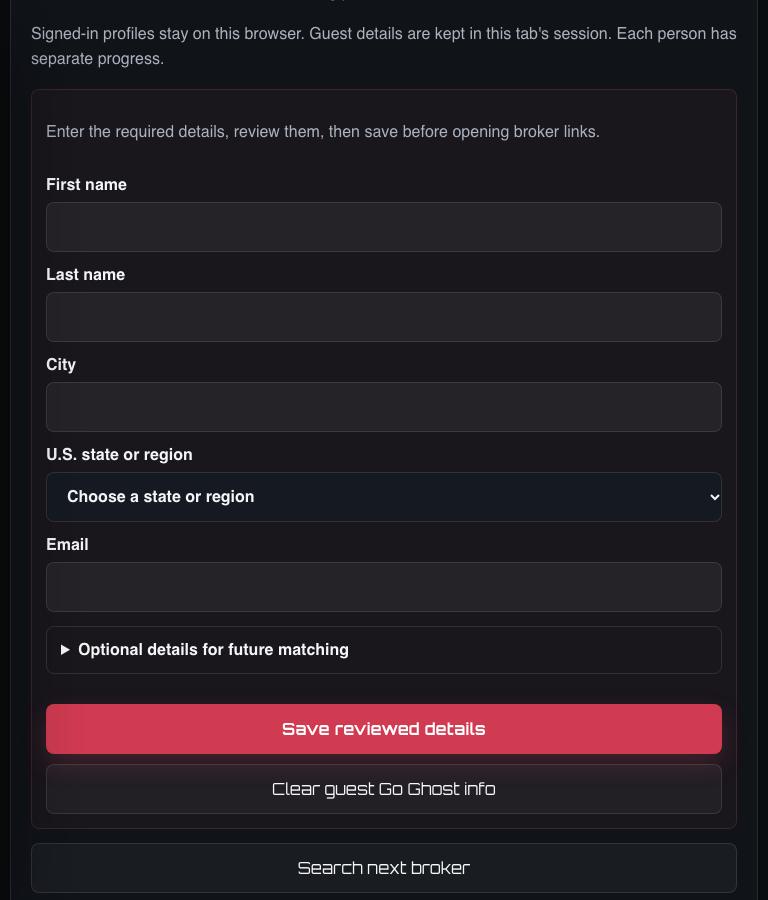 Signed-in profiles stay on this browser. Guest details are kept in this tab's session. Each person has
separate progress.
Enter the required details, review them, then save before opening broker links.
First name
Last name
City
U.S. state or region
Choose a state or region
Email
Optional details for future matching
Save reviewed details
Clear guest Go Ghost info
Search next broker